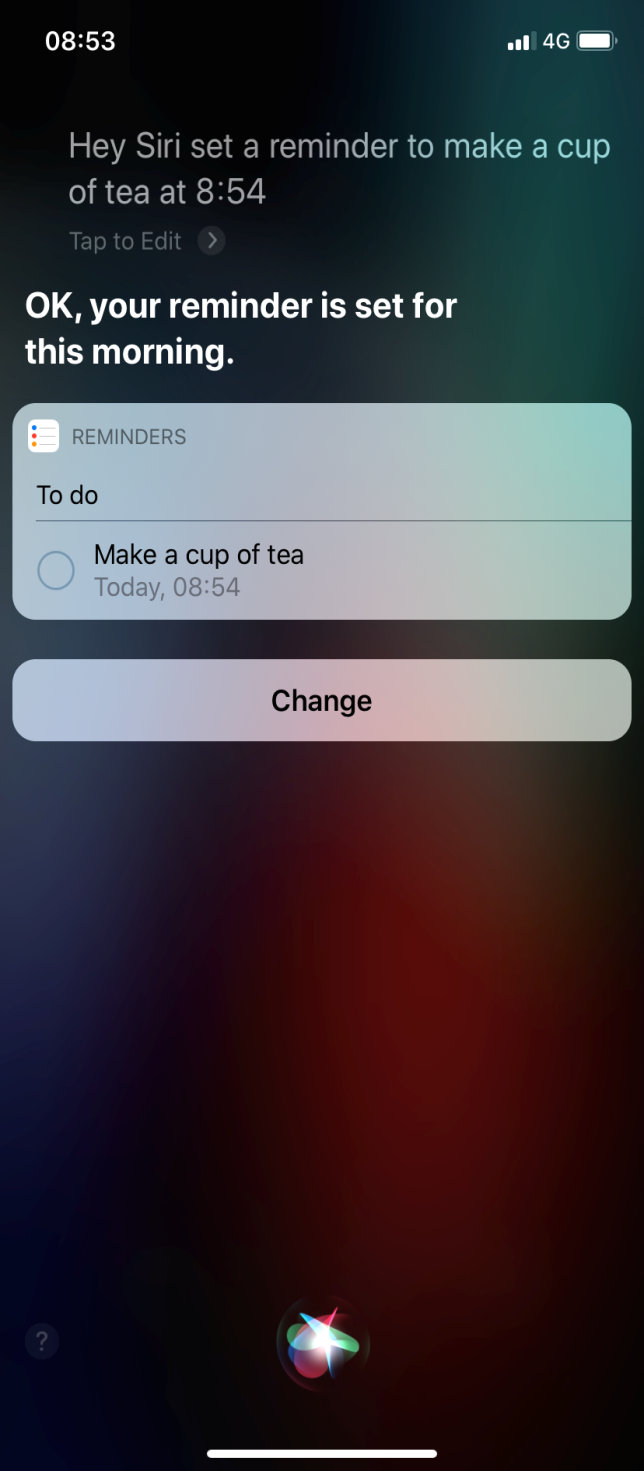 08:53
4G
Hey Siri set a reminder to make a cup
of tea at 8:54
Tap to Edit
OK, your reminder is set for
this morning.
REMINDERS
To do
Make a cup of tea
Today, 08:54
Change
?